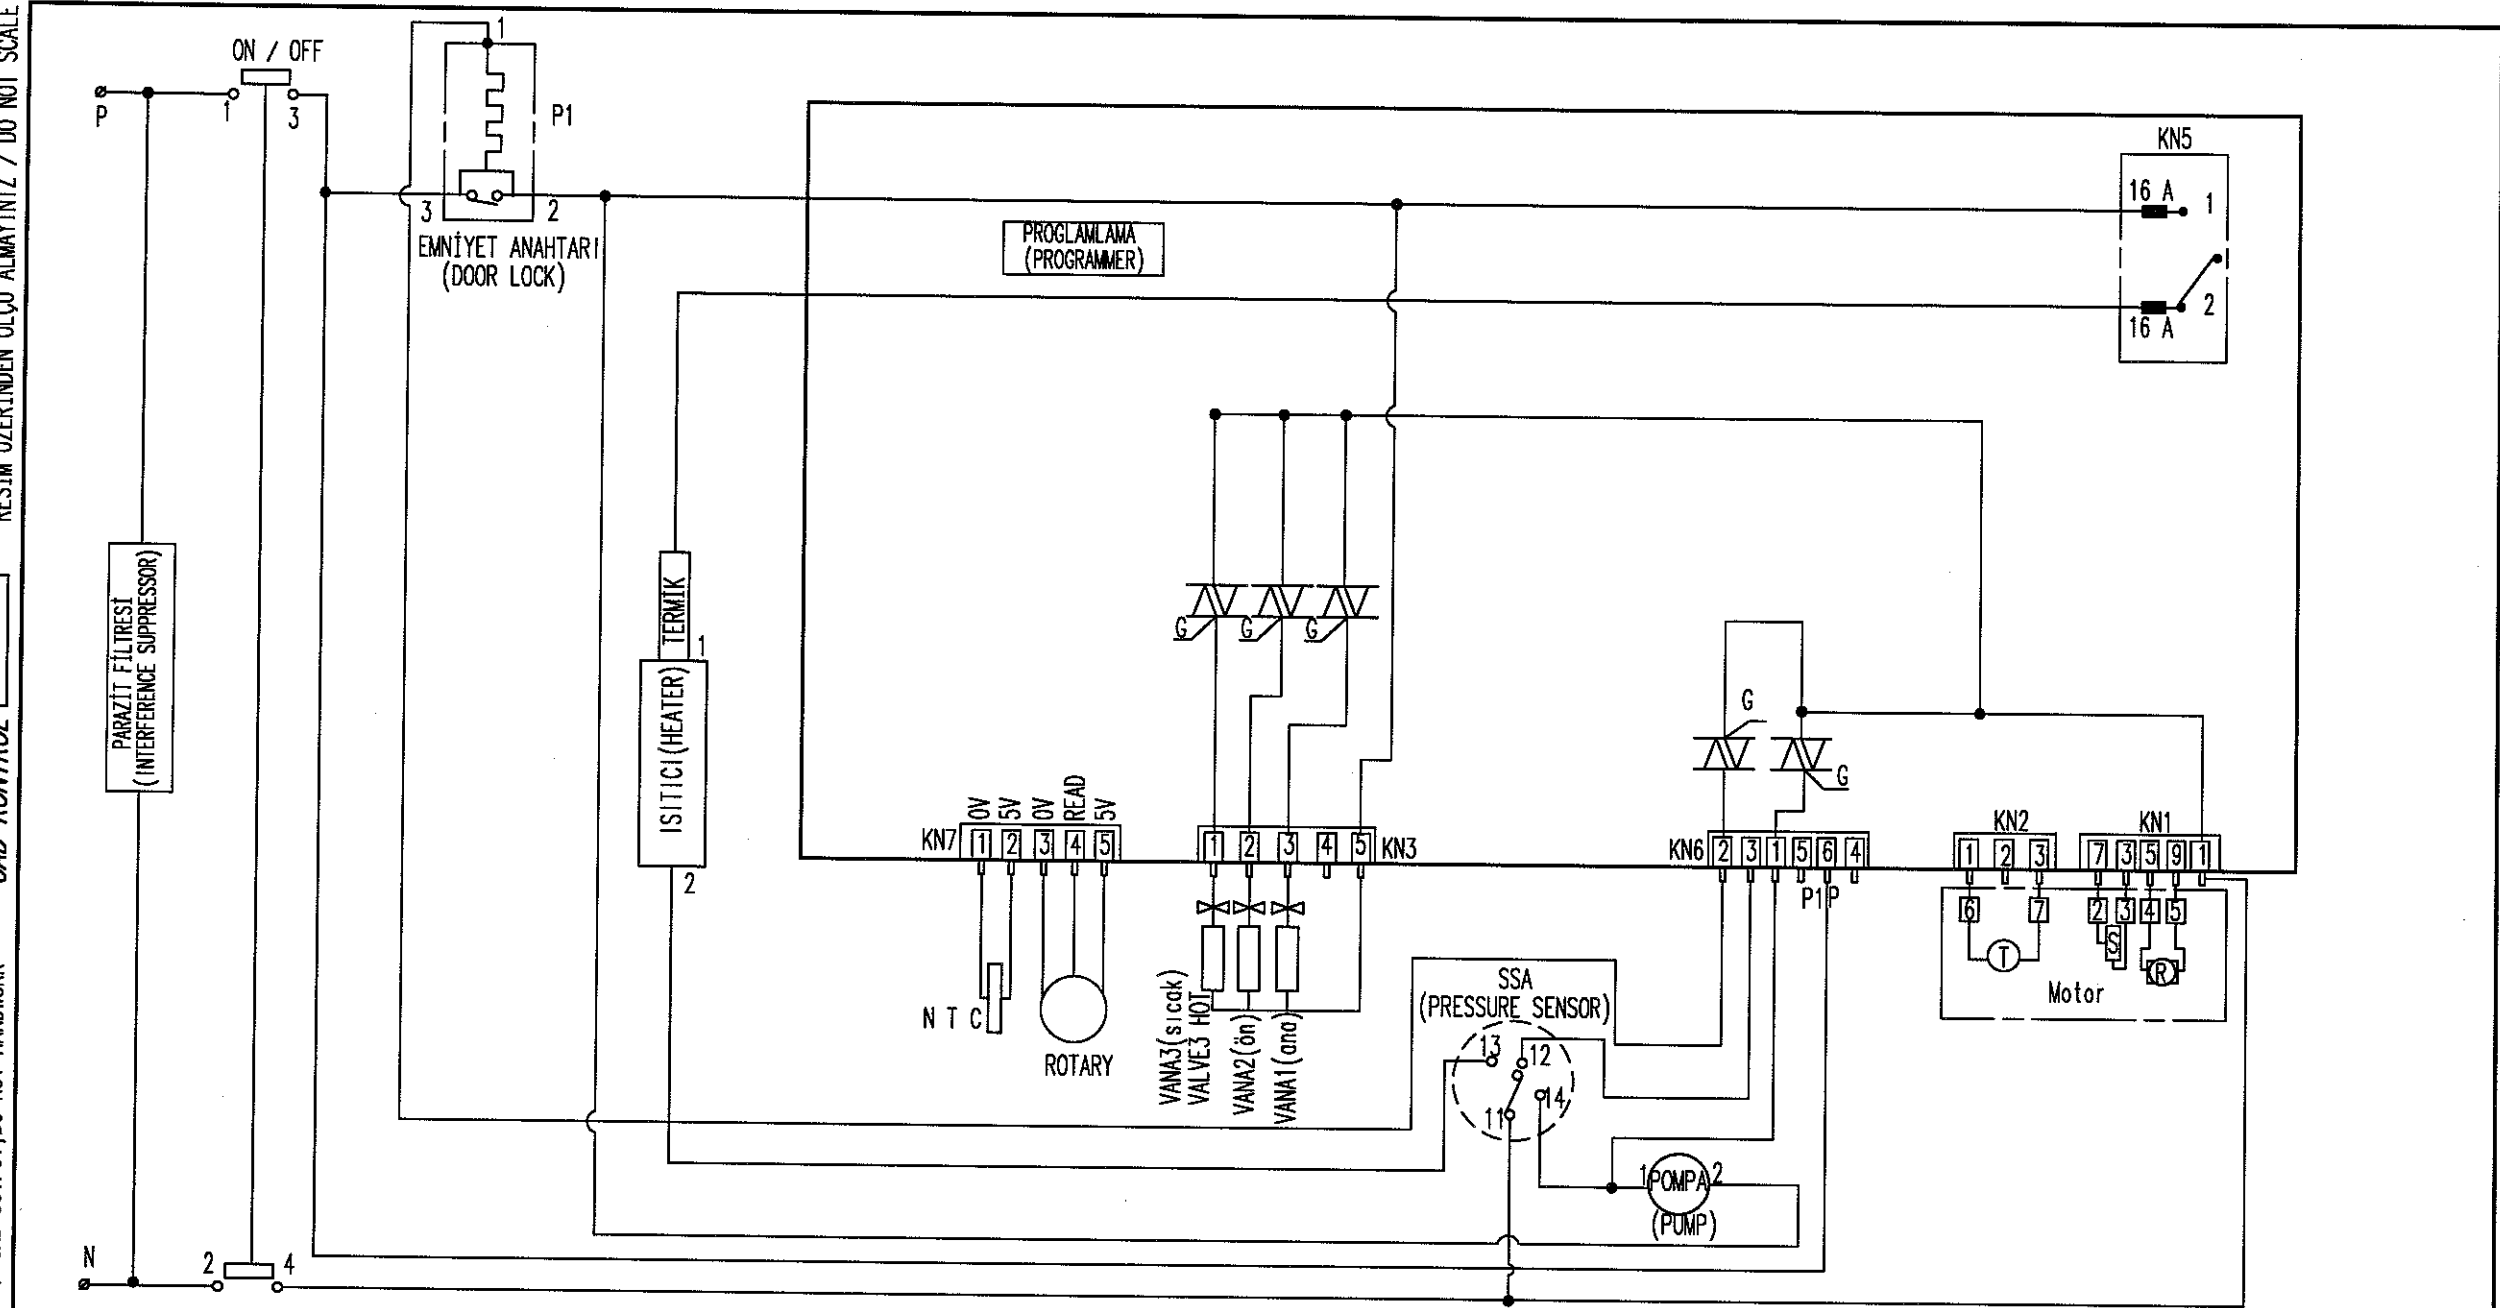 RESİM ÜZERİNDEN ÖLÇÜ ALMAYINIZ / DO NOT SCALE
ON / OFF
P
1
3
1
P1
3
2
EMNİYET ANAHTARI
(DOOR LOCK)
PROGLAMLAMA
(PROGRAMMER)
KN5
16 A
1
2
16 A
PARAZİT FİLTRESİ
(INTERFERENCE SUPPRESSOR)
TERMİK
1
ISITICI(HEATER)
2
G
G
G
G
G
KN7
0V
5V
0V
READ
5V
1
2
3
4
5
1
2
3
4
5
KN3
KN6
2
3
1
5
6
4
P1
P
KN2
1
2
3
KN1
7
3
5
9
1
6
7
2
3
4
5
T
S
R
Motor
N T C
ROTARY
VANA3(sıcak)
VALVE3 HOT
VANA2(ön)
VANA1(ana)
SSA
(PRESSURE SENSOR)
13
12
11
14
1
POMPA
2
(PUMP)
N
2
4